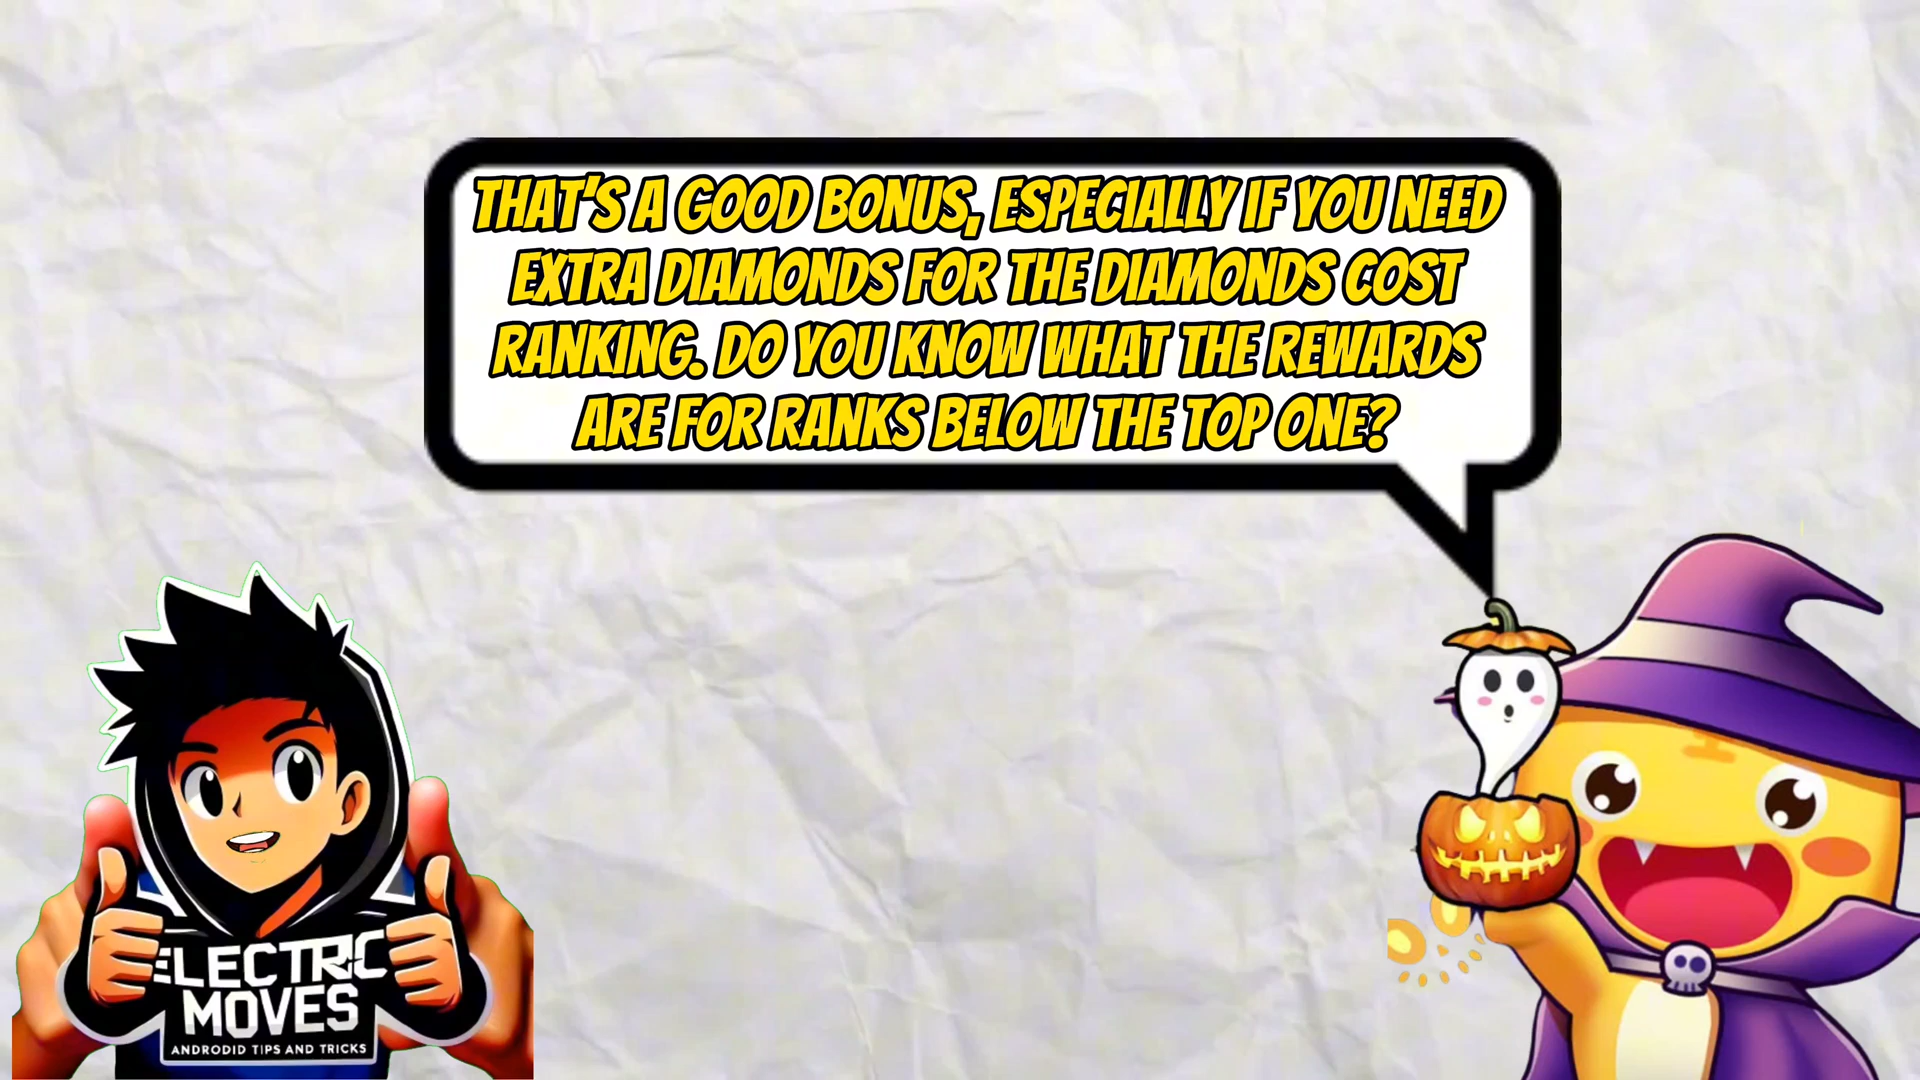 THAT'S A GOOD BONUS, ESPECIALLY IF YOU NEED
EXTRA DIAMONDS FOR THE DIAMONDS COST
RANKING. DO YOU KNOW WHAT THE REWARDS
ARE FOR RANKS BELOW THE TOP ONE?
ELECTRIC
MOVES
ANDRODID TIPS AND TRICKS